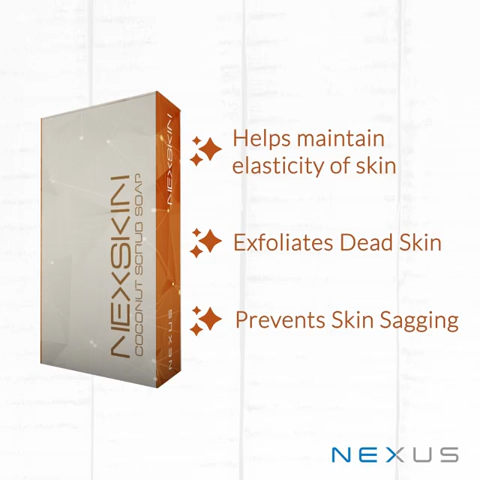 NEXSKIN
COCONUT SCRUB SOAP
NEXSKIN
NEXUS
Helps maintain
elasticity of skin
Exfoliates Dead Skin
Prevents Skin Sagging
NEXUS